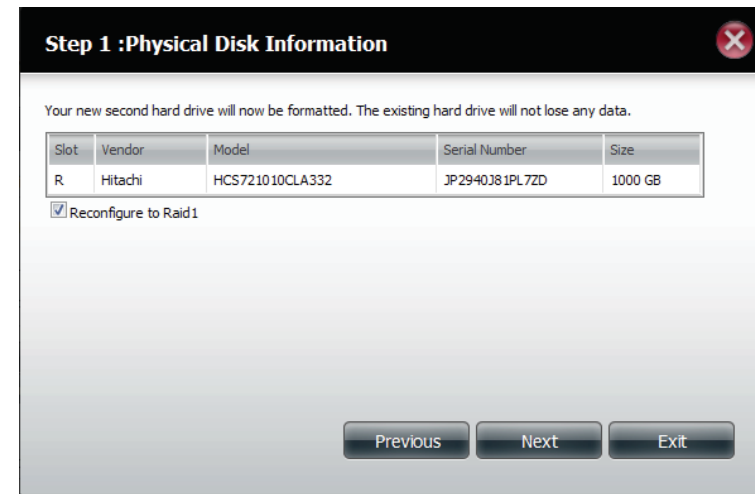 Step 1 :Physical Disk Information
Your new second hard drive will now be formatted. The existing hard drive will not lose any data.
Slot Vendor Model Serial Number Size
R Hitachi HCS721010CLA332 JP2940J81PL7ZD 1000 GB
Reconfigure to Raid1
Previous Next Exit